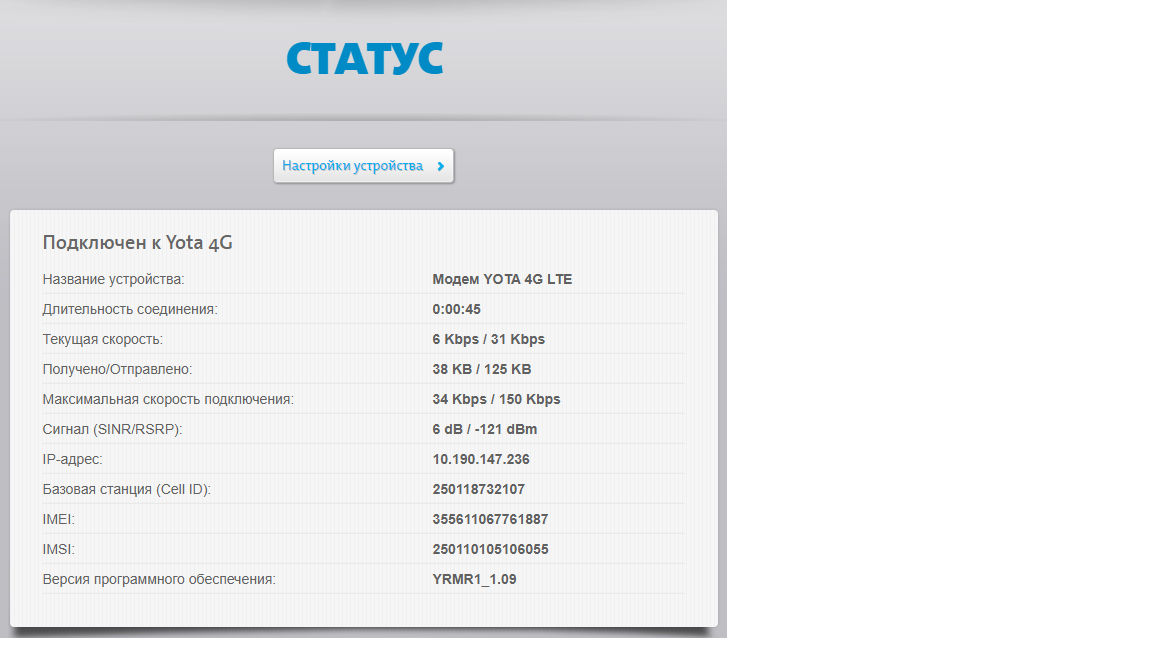 СТАТУС
Настройки устройства
Подключен к Yota 4G
Название устройства: Модем YOTA 4G LTE
Длительность соединения: 0:00:45
Текущая скорость: 6 Kbps / 31 Kbps
Получено/Отправлено: 38 KB / 125 KB
Максимальная скорость подключения: 34 Kbps / 150 Kbps
Сигнал (SINR/RSRP): 6 dB / -121 dBm
IP-адрес: 10.190.147.236
Базовая станция (Cell ID): 250118732107
IMEI: 355611067761887
IMSI: 250110105106055
Версия программного обеспечения: YRMR1_1.09